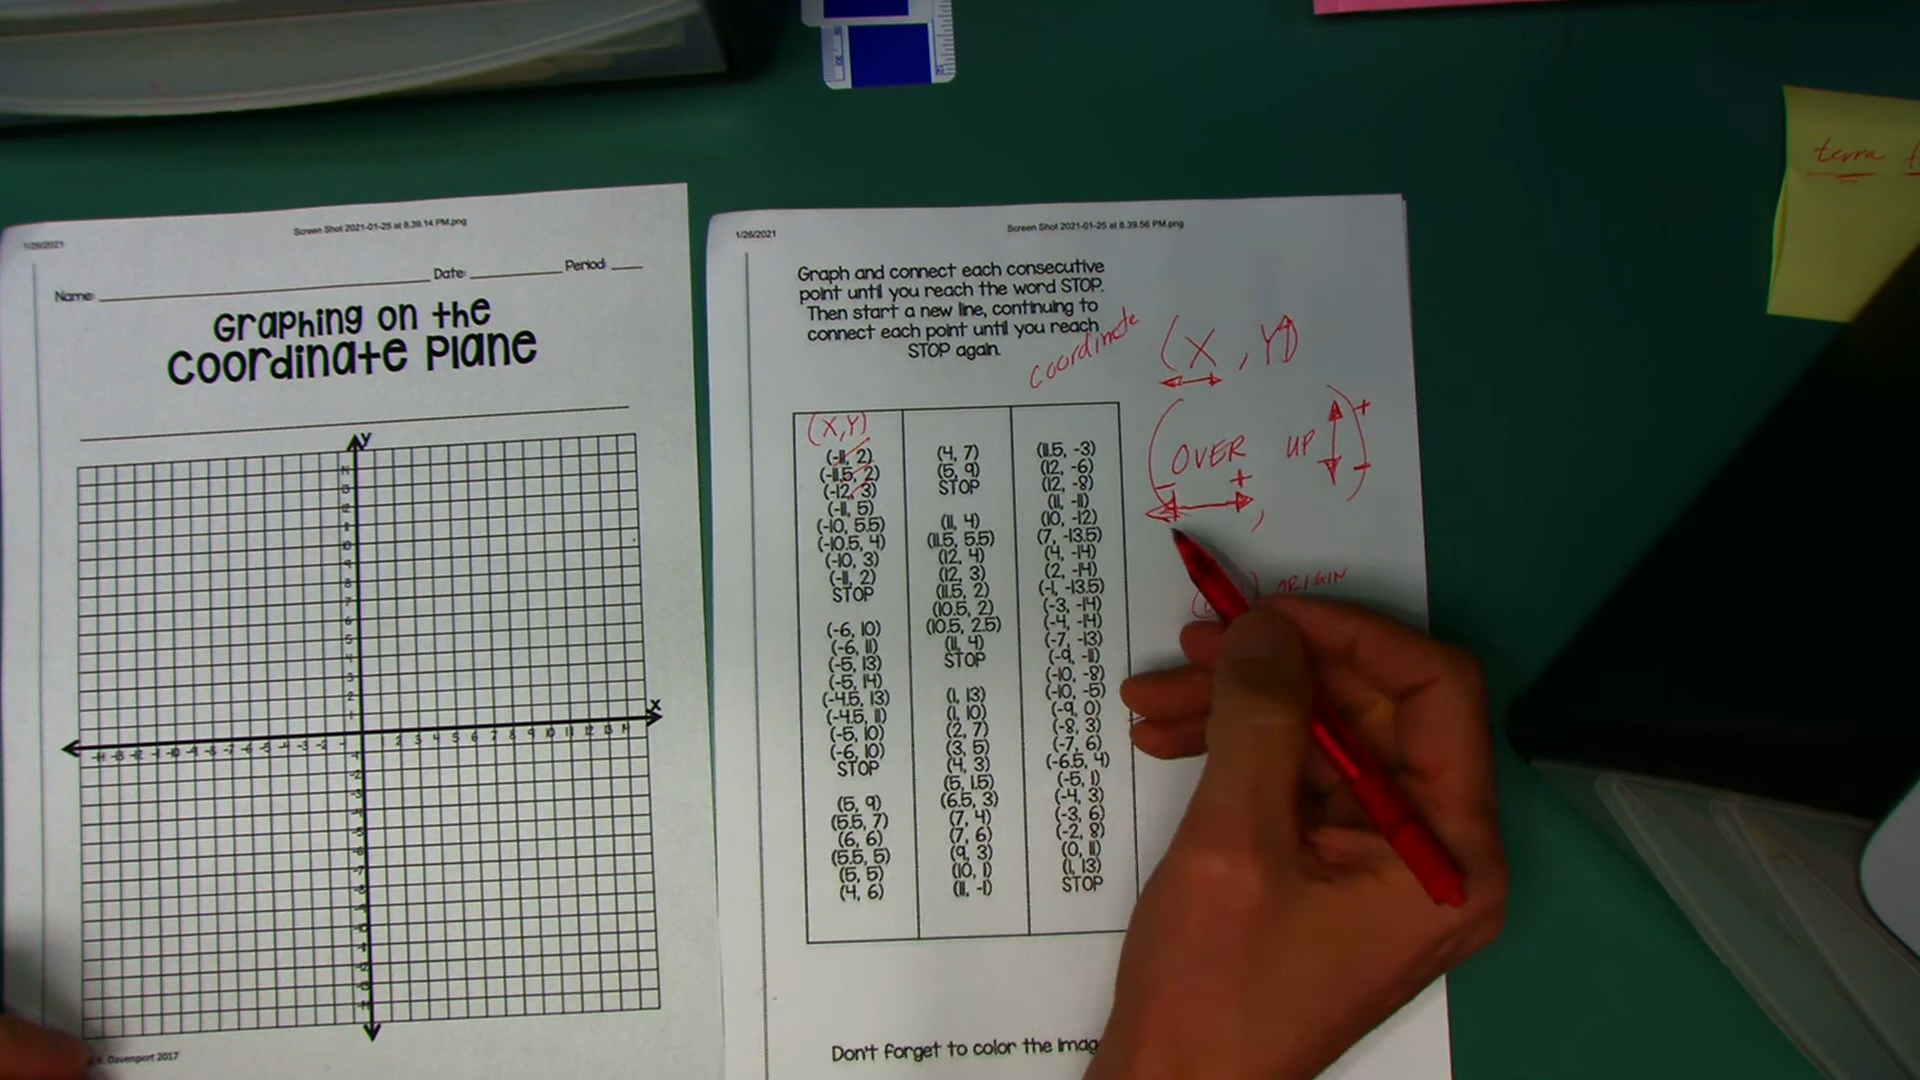 terra
1/26/2021
Screen Shot 2021-01-25 at 8.39.14 PM.png
Name:
Date:
Period:
Graphing on the
Coordinate Plane
y
x
R. Davenport 2017
1/26/2021
Screen Shot 2021-01-25 at 8.39.56 PM.png
Graph and connect each consecutive
point until you reach the word STOP.
Then start a new line, continuing to
connect each point until you reach
STOP again.
coordinate
(X, Y)
(OVER UP)
+
-
- +
,
ORIGIN
(X,Y)
(-11, 2)
(-11.5, 2)
(-12, 3)
(-11, 5)
(-10, 5.5)
(-10.5, 4)
(-10, 3)
(-11, 2)
STOP
(-6, 10)
(-6, 11)
(-5, 13)
(-5, 14)
(-4.5, 13)
(-4.5, 11)
(-5, 10)
(-6, 10)
STOP
(5, 9)
(5.5, 7)
(6, 6)
(5.5, 5)
(5, 5)
(4, 6)
(4, 7)
(5, 9)
STOP
(11, 4)
(11.5, 5.5)
(12, 4)
(12, 3)
(11.5, 2)
(10.5, 2)
(10.5, 2.5)
(11, 4)
STOP
(1, 13)
(1, 10)
(2, 7)
(3, 5)
(4, 3)
(5, 1.5)
(6.5, 3)
(7, 4)
(7, 6)
(9, 3)
(10, 1)
(11, -1)
(11.5, -3)
(12, -6)
(12, -8)
(11, -11)
(10, -12)
(7, -13.5)
(4, -14)
(2, -14)
(-1, -13.5)
(-3, -14)
(-4, -14)
(-7, -13)
(-9, -11)
(-10, -8)
(-10, -5)
(-9, 0)
(-8, 3)
(-7, 6)
(-6.5, 4)
(-5, 1)
(-4, 3)
(-3, 6)
(-2, 8)
(0, 11)
(1, 13)
STOP
Don't forget to color the